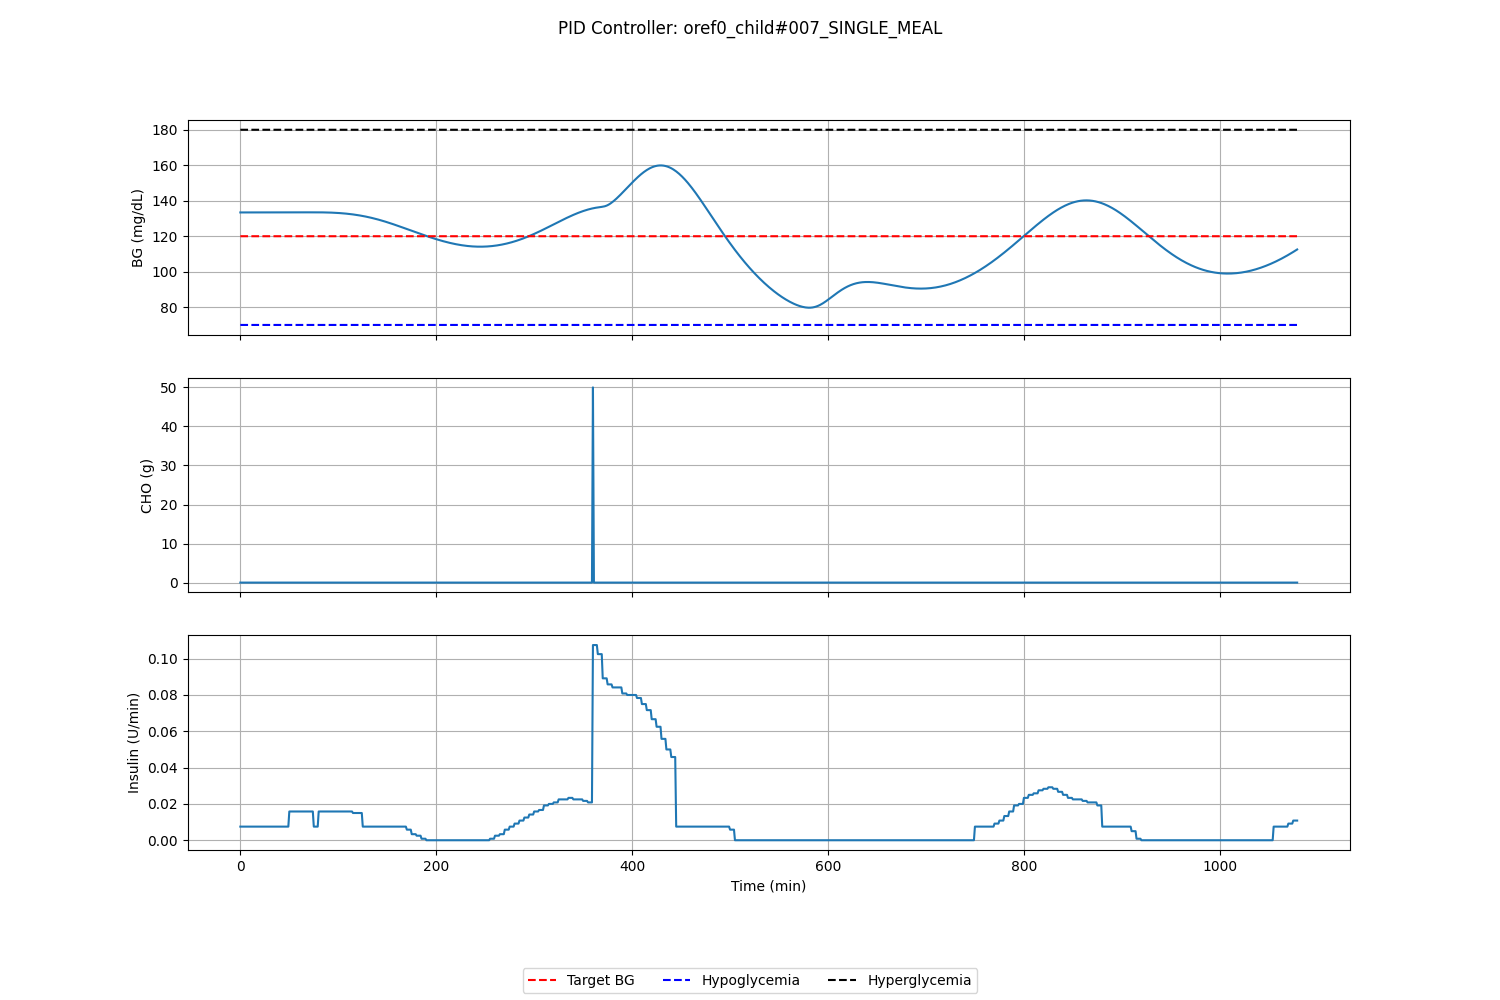 PID Controller: oref0_child#007_SINGLE_MEAL
BG (mg/dL)
180
160
140
120
100
80
CHO (g)
50
40
30
20
10
0
Insulin (U/min)
0.10
0.08
0.06
0.04
0.02
0.00
0 200 400 600 800 1000
Time (min)
Target BG Hypoglycemia Hyperglycemia